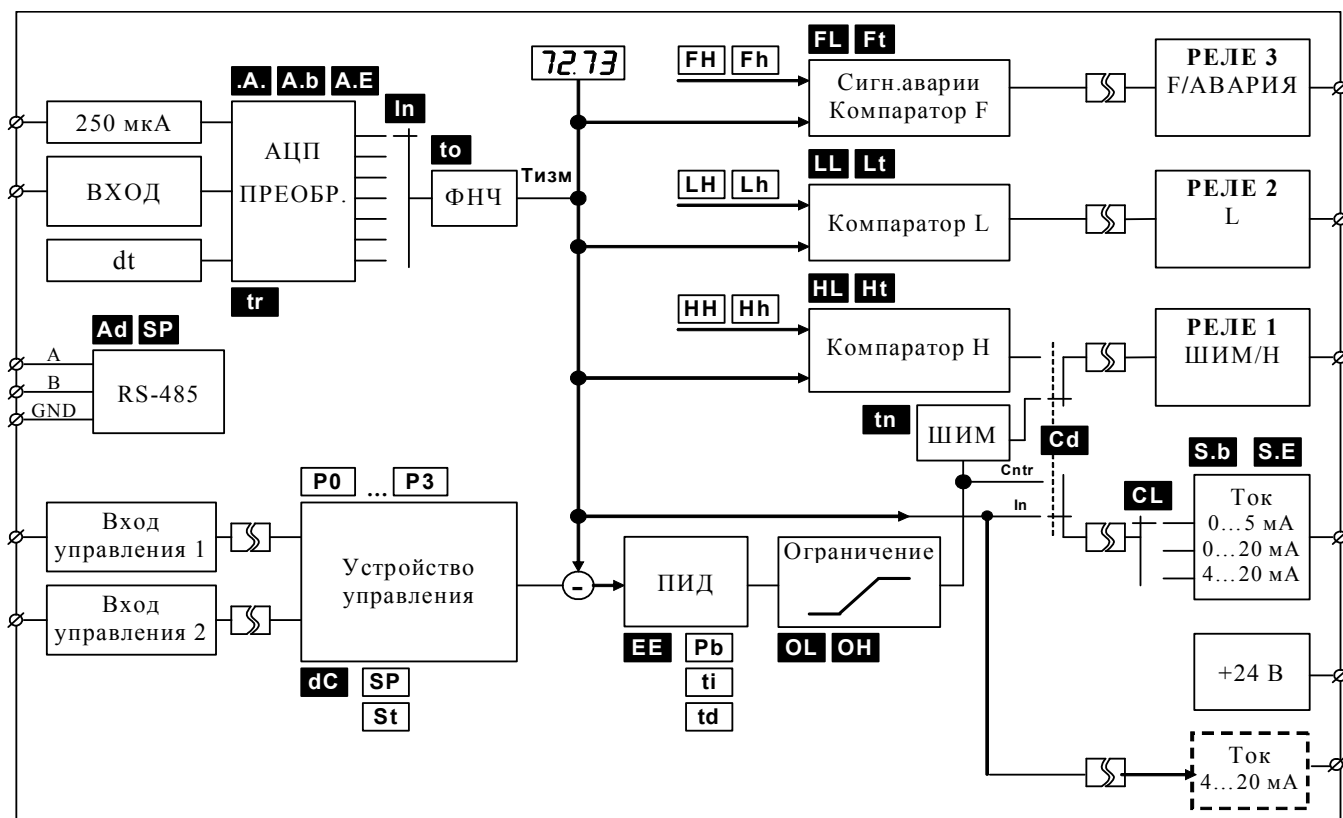 72.73
FH Fh
FL Ft
Сигн.аварии
Компаратор F
РЕЛЕ 3
F/АВАРИЯ
.A. A.b A.E
In
250 мкА
ВХОД
dt
АЦП
ПРЕОБР.
tr
to
ФНЧ
Тизм
LH Lh
LL Lt
Компаратор L
РЕЛЕ 2
L
HH Hh
HL Ht
Компаратор H
РЕЛЕ 1
ШИМ/H
Ad SP
A
B
GND
RS-485
tn
ШИМ
Cd
Cntr
In
CL
S.b S.E
Ток
0...5 мА
0...20 мА
4...20 мА
P0 ... P3
Вход
управления 1
Вход
управления 2
Устройство
управления
dC SP
St
-
ПИД
EE Pb
ti
td
Ограничение
OL OH
+24 В
Ток
4...20 мА